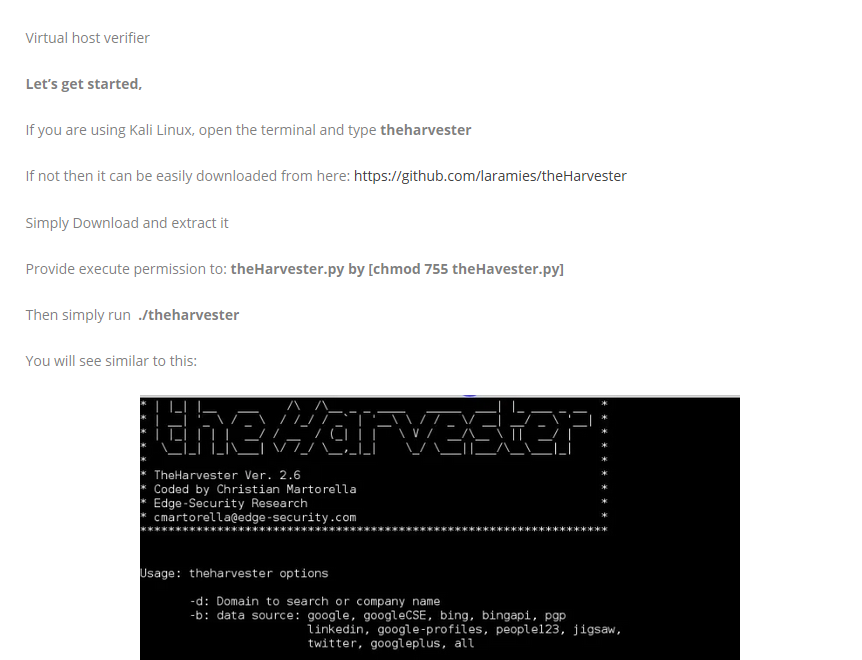 Virtual host verifier
Let’s get started,
If you are using Kali Linux, open the terminal and type theharvester
If not then it can be easily downloaded from here: https://github.com/laramies/theHarvester
Simply Download and extract it
Provide execute permission to: theHarvester.py by [chmod 755 theHavester.py]
Then simply run ./theharvester
You will see similar to this:
theHarvester
* TheHarvester Ver. 2.6 *
* Coded by Christian Martorella *
* Edge-Security Research *
* cmartorella@edge-security.com *
*******************************************************************
Usage: theharvester options
-d: Domain to search or company name
-b: data source: google, googleCSE, bing, bingapi, pgp
linkedin, google-profiles, people123, jigsaw,
twitter, googleplus, all